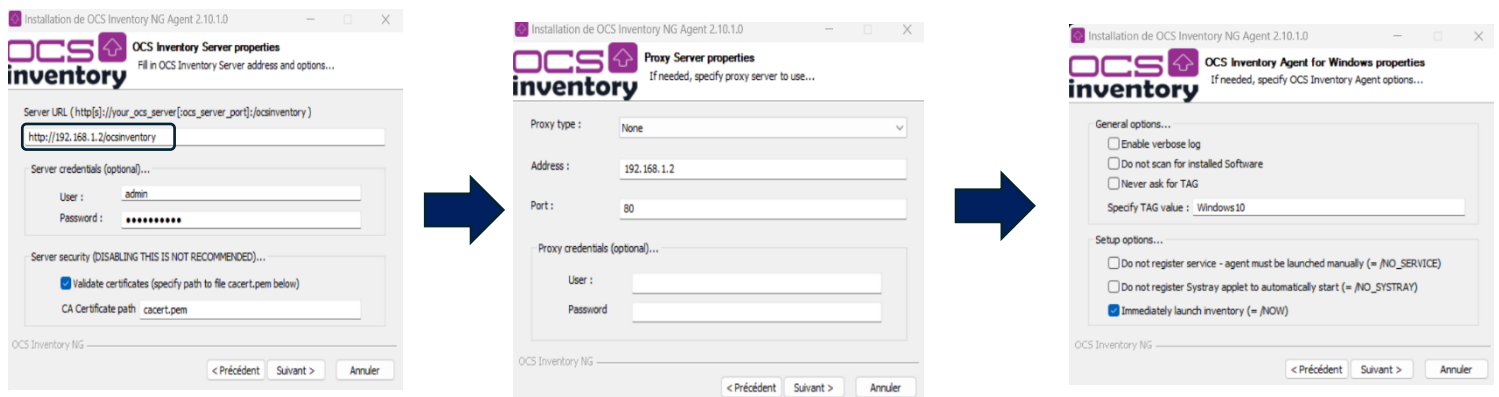 Installation de OCS Inventory NG Agent 2.10.1.0
OCS inventory
OCS Inventory Server properties
Fill in OCS Inventory Server address and options...
Server URL ( http[s]://your_ocs_server[:ocs_server_port]:/ocsinventory )
http://192.168.1.2/ocsinventory
Server credentials (optional)...
User : admin
Password : ••••••••••
Server security (DISABLING THIS IS NOT RECOMMENDED)...
Validate certificates (specify path to file cacert.pem below)
CA Certificate path cacert.pem
OCS Inventory NG
< Précédent Suivant > Annuler
Installation de OCS Inventory NG Agent 2.10.1.0
OCS inventory
Proxy Server properties
If needed, specify proxy server to use...
Proxy type : None
Address : 192.168.1.2
Port : 80
Proxy credentials (optional)...
User :
Password
OCS Inventory NG
< Précédent Suivant > Annuler
Installation de OCS Inventory NG Agent 2.10.1.0
OCS inventory
OCS Inventory Agent for Windows properties
If needed, specify OCS Inventory Agent options...
General options...
Enable verbose log
Do not scan for installed Software
Never ask for TAG
Specify TAG value : Windows10
Setup options...
Do not register service - agent must be launched manually (= /NO_SERVICE)
Do not register Systray applet to automatically start (= /NO_SYSTRAY)
Immediately launch inventory (= /NOW)
OCS Inventory NG
< Précédent Suivant > Annuler